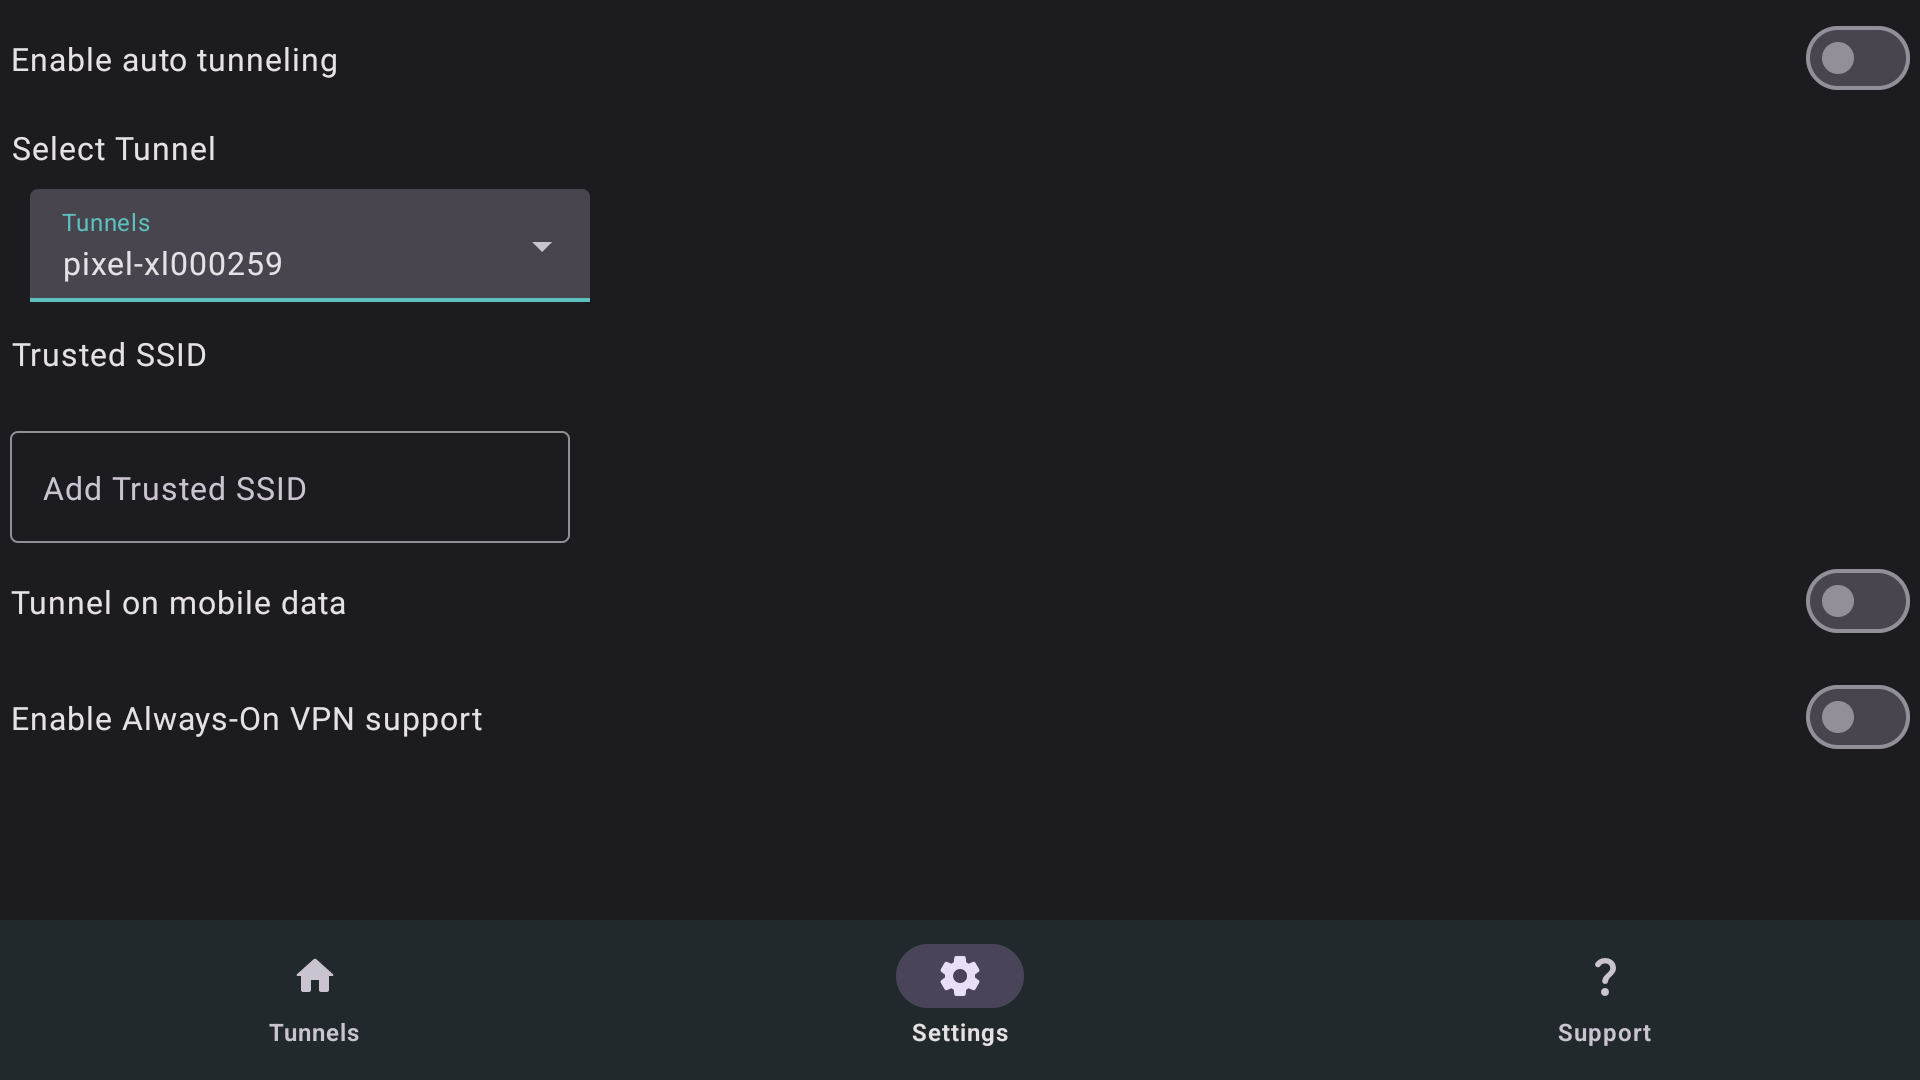 Enable auto tunneling
Select Tunnel
Tunnels
pixel-xl000259
Trusted SSID
Add Trusted SSID
Tunnel on mobile data
Enable Always-On VPN support
Tunnels
Settings
Support